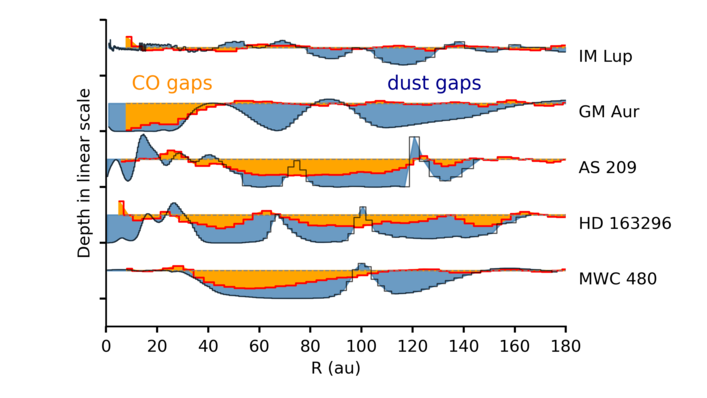 IM Lup
CO gaps
dust gaps
GM Aur
AS 209
HD 163296
MWC 480
Depth in linear scale
0 20 40 60 80 100 120 140 160 180
R (au)